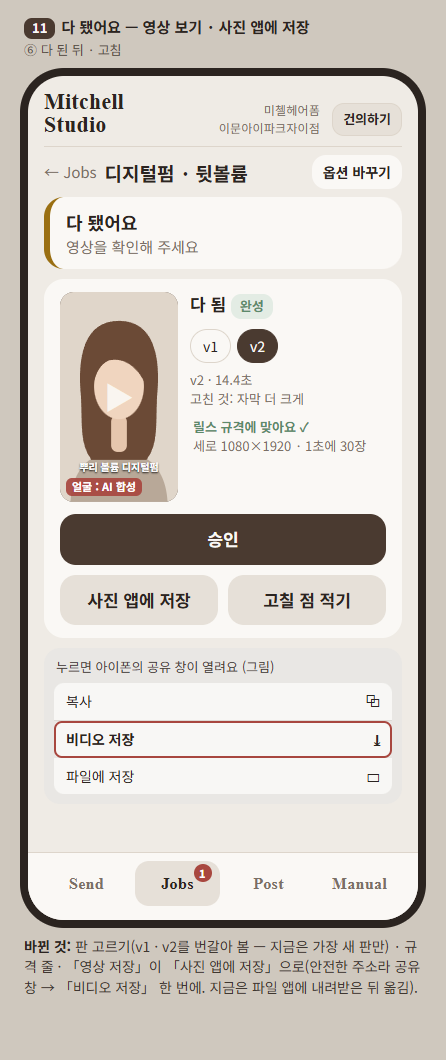 11 다 됐어요 — 영상 보기 · 사진 앱에 저장
⑥ 다 된 뒤 · 고침
Mitchell
Studio
미첼헤어폼
이문아이파크자이점
건의하기
← Jobs 디지털펌 · 뒷볼륨
옵션 바꾸기
다 됐어요
영상을 확인해 주세요
뿌리 볼륨 디지털펌
얼굴 : AI 합성
다 됨 완성
v1 v2
v2 · 14.4초
고친 것: 자막 더 크게
릴스 규격에 맞아요 ✓
세로 1080×1920 · 1초에 30장
승인
사진 앱에 저장 고칠 점 적기
누르면 아이폰의 공유 창이 열려요 (그림)
복사
비디오 저장
파일에 저장
Send Jobs 1 Post Manual
바뀐 것: 판 고르기(v1 · v2를 번갈아 봄 — 지금은 가장 새 판만) · 규
격 줄 · 「영상 저장」이 「사진 앱에 저장」으로(안전한 주소라 공유
창 → 「비디오 저장」 한 번에. 지금은 파일 앱에 내려받은 뒤 옮김).